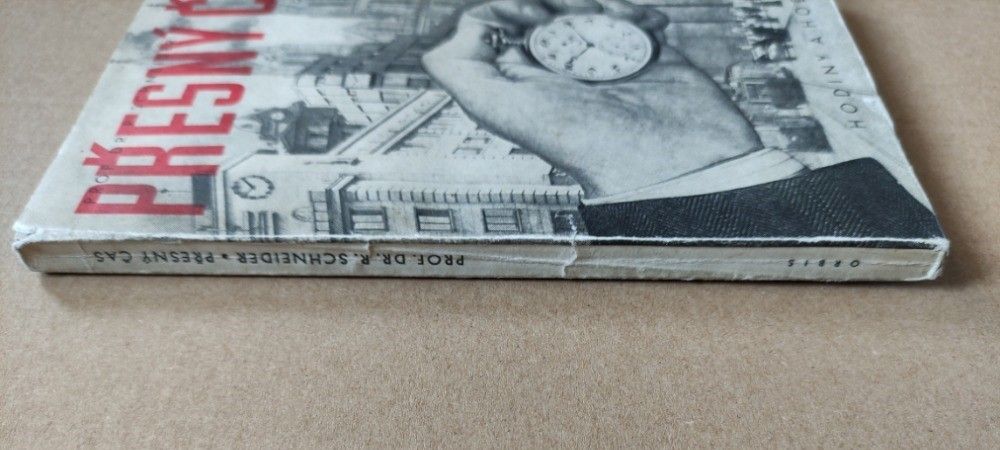 PŘESNÝ Č
HODINY A HO
PROF. DR. R. SCHNEIDER • PŘESNÝ ČAS
ORBIS